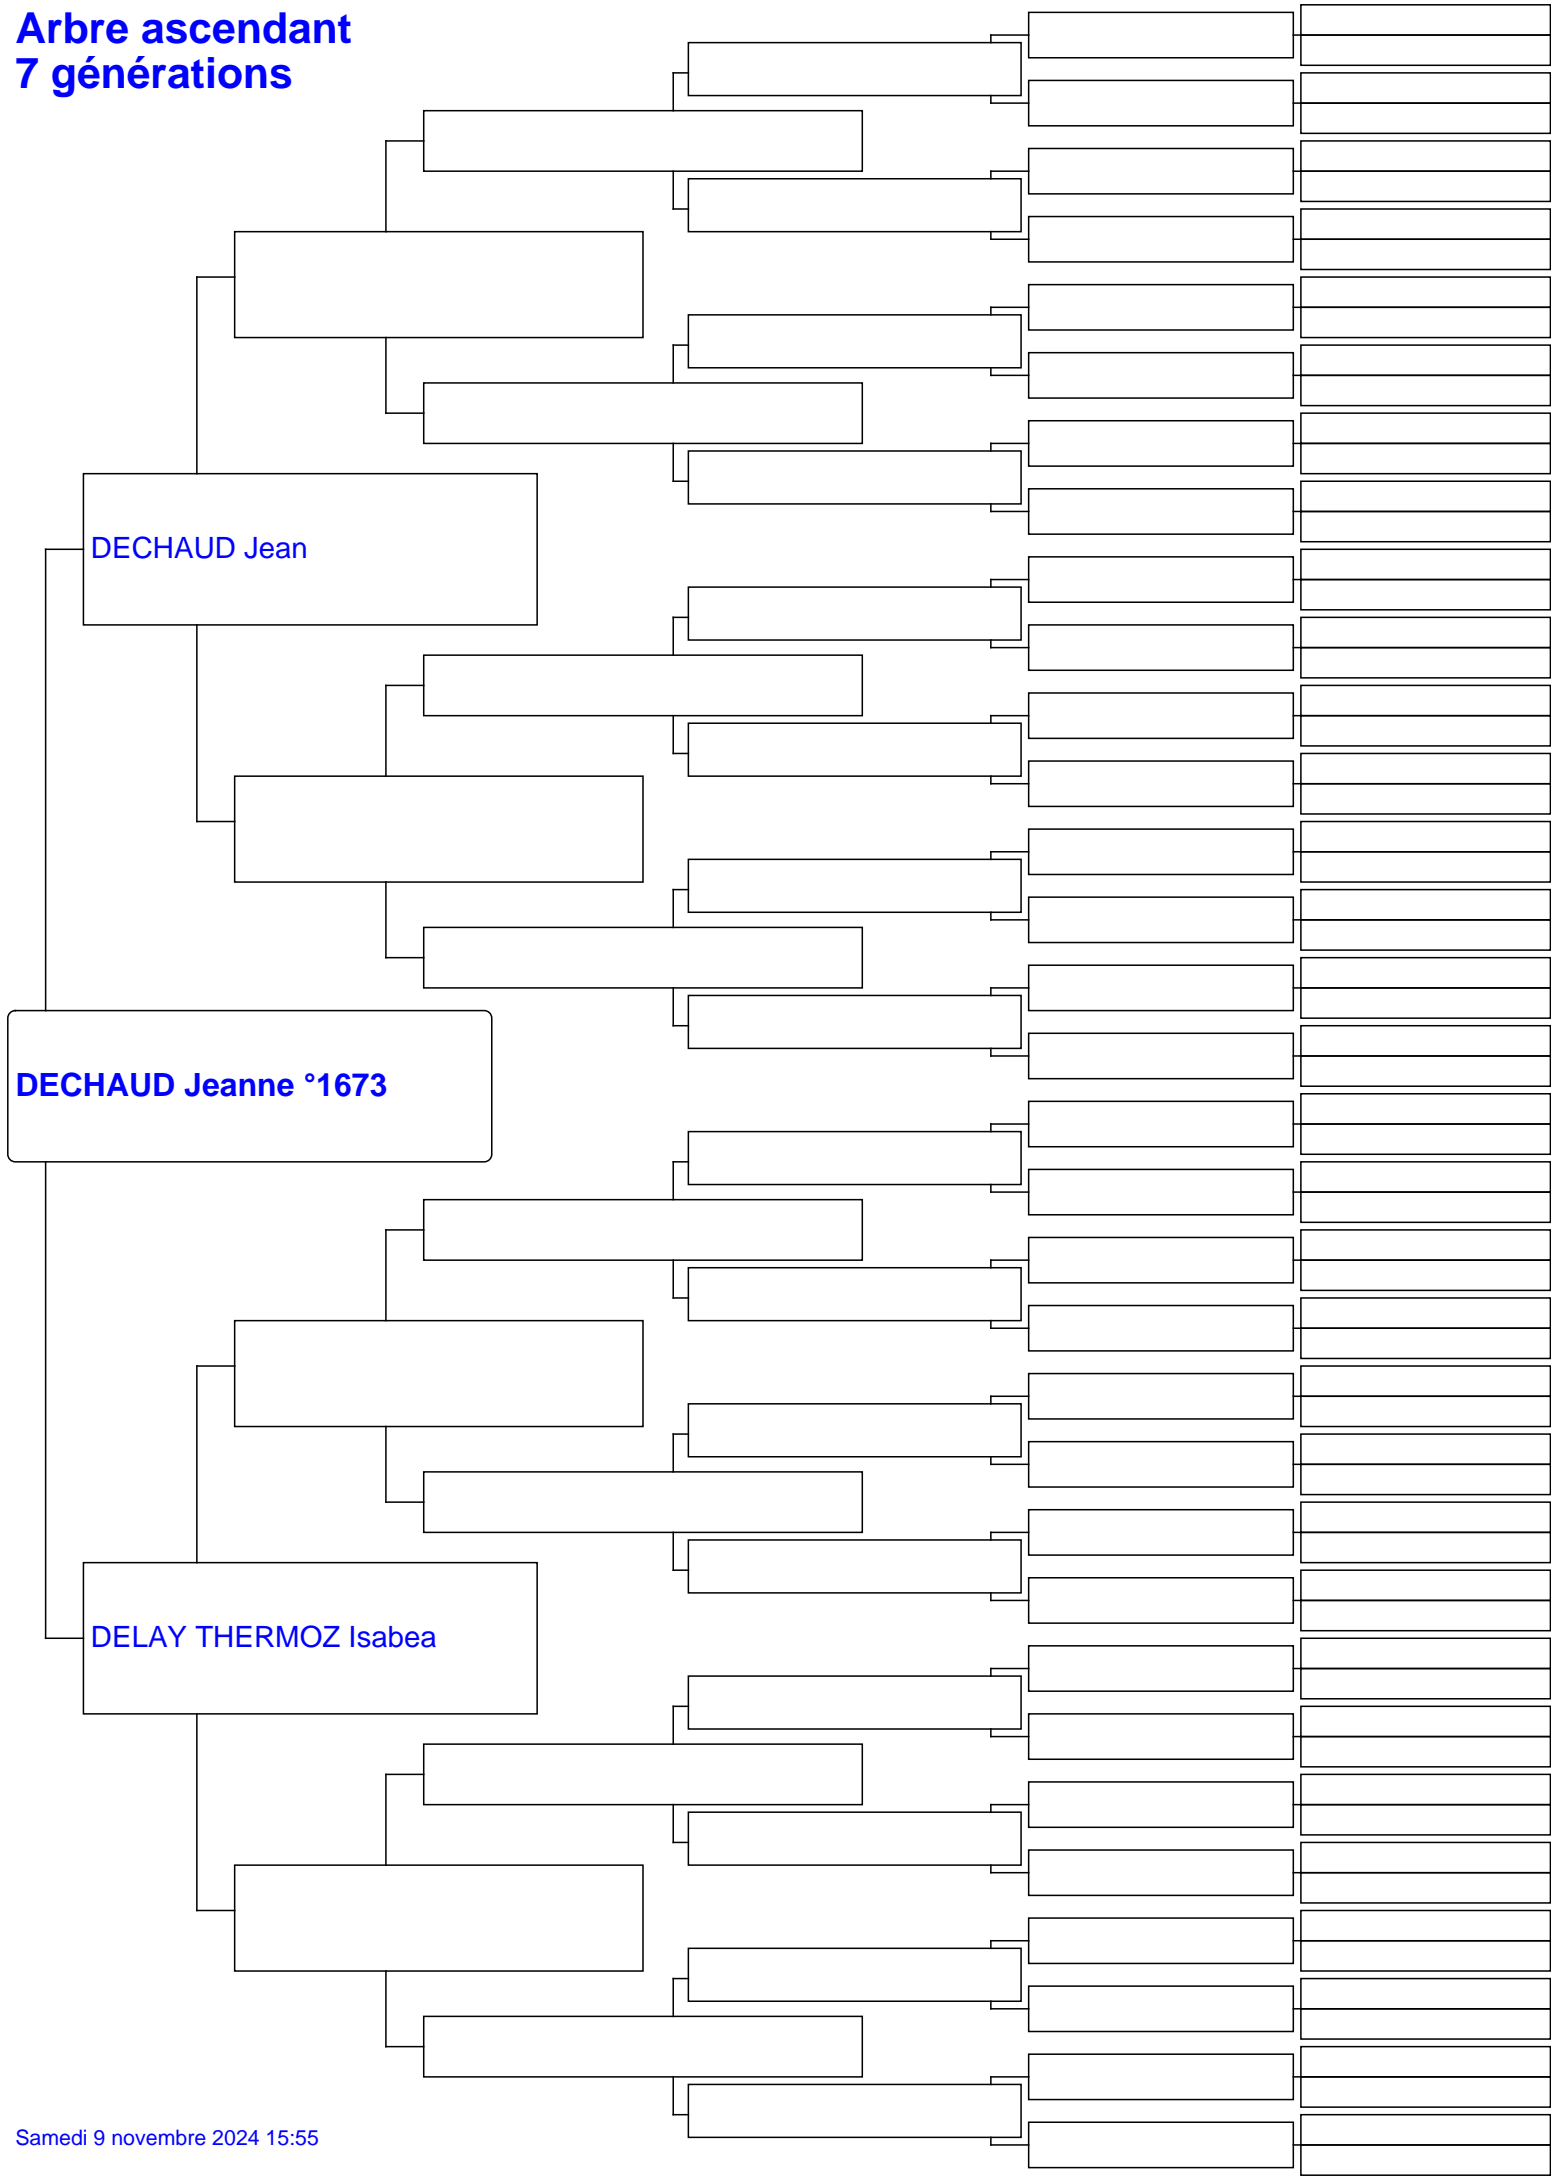 Arbre ascendant
7 générations
DECHAUD Jean
DECHAUD Jeanne °1673
DELAY THERMOZ Isabea
Samedi 9 novembre 2024 15:55